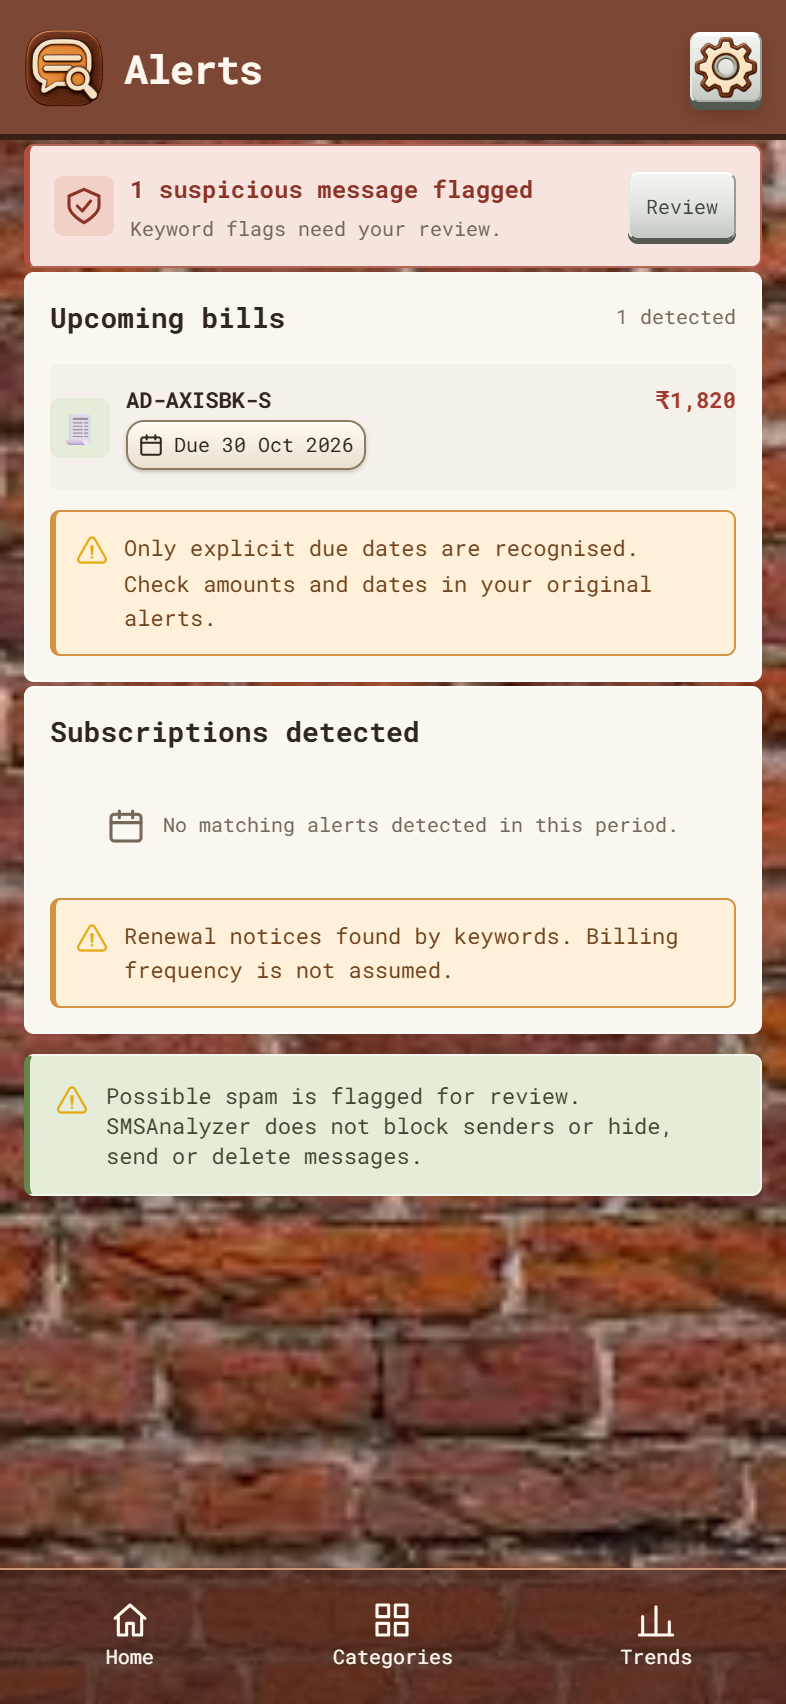 Alerts
1 suspicious message flagged
Keyword flags need your review.
Review
Upcoming bills
1 detected
AD-AXISBK-S
₹1,820
Due 30 Oct 2026
Only explicit due dates are recognised.
Check amounts and dates in your original
alerts.
Subscriptions detected
No matching alerts detected in this period.
Renewal notices found by keywords. Billing
frequency is not assumed.
Possible spam is flagged for review.
SMSAnalyzer does not block senders or hide,
send or delete messages.
Home
Categories
Trends